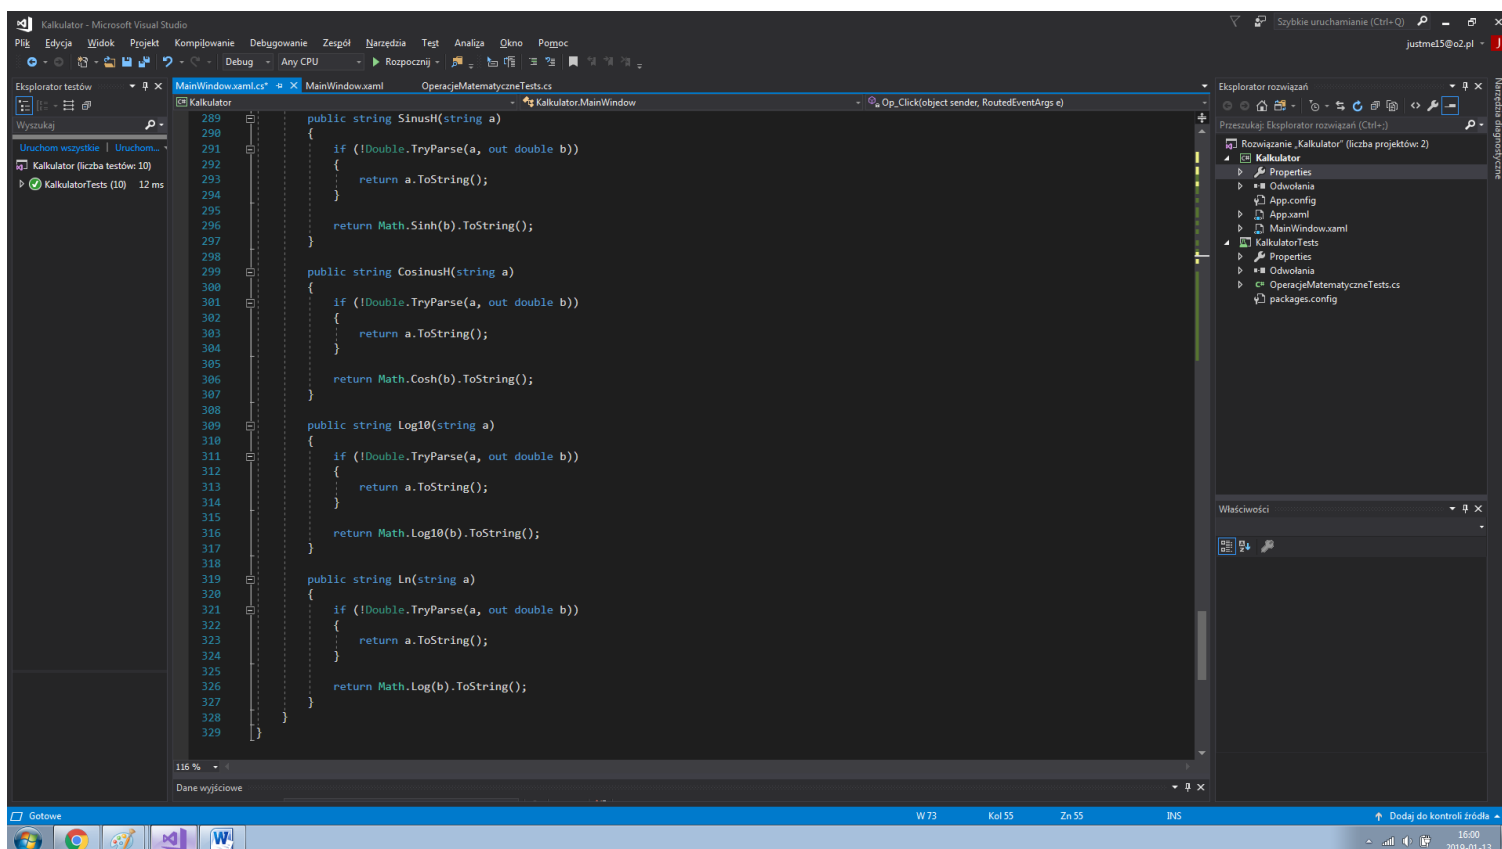 Kalkulator - Microsoft Visual Studio
Szybkie uruchamianie (Ctrl+Q)
Plik Edycja Widok Projekt Kompilowanie Debugowanie Zespół Narzędzia Test Analiza Okno Pomoc
justme15@o2.pl J
Debug Any CPU Rozpocznij
Eksplorator testów
MainWindow.xaml.cs* MainWindow.xaml OperacjeMatematyczneTests.cs
Eksplorator rozwiązań
Narzędzia diagnostyczne
Kalkulator Kalkulator.MainWindow Op_Click(object sender, RoutedEventArgs e)
Wyszukaj
Uruchom wszystkie | Uruchom...
Kalkulator (liczba testów: 10)
KalkulatorTests (10) 12 ms
289 public string SinusH(string a)
290 {
291 if (!Double.TryParse(a, out double b))
292 {
293 return a.ToString();
294 }
295
296 return Math.Sinh(b).ToString();
297 }
298
299 public string CosinusH(string a)
300 {
301 if (!Double.TryParse(a, out double b))
302 {
303 return a.ToString();
304 }
305
306 return Math.Cosh(b).ToString();
307 }
308
309 public string Log10(string a)
310 {
311 if (!Double.TryParse(a, out double b))
312 {
313 return a.ToString();
314 }
315
316 return Math.Log10(b).ToString();
317 }
318
319 public string Ln(string a)
320 {
321 if (!Double.TryParse(a, out double b))
322 {
323 return a.ToString();
324 }
325
326 return Math.Log(b).ToString();
327 }
328 }
329 }
116 %
Dane wyjściowe
Przeszukaj: Eksplorator rozwiązań (Ctrl+;)
Rozwiązanie „Kalkulator" (liczba projektów: 2)
Kalkulator
Properties
Odwołania
App.config
App.xaml
MainWindow.xaml
KalkulatorTests
Properties
Odwołania
OperacjeMatematyczneTests.cs
packages.config
Właściwości
Gotowe W 73 Kol 55 Zn 55 INS Dodaj do kontroli źródła
16:00
2019-01-13